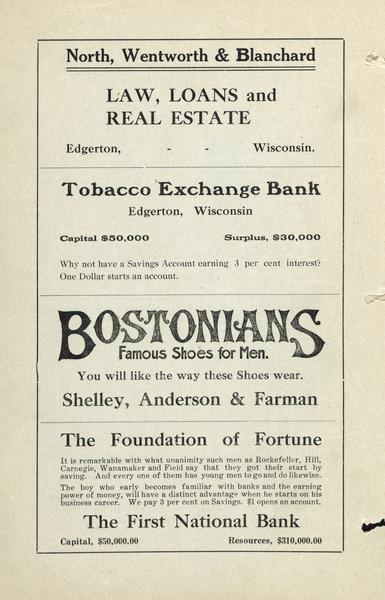 North, Wentworth & Blanchard
LAW, LOANS and
REAL ESTATE
Edgerton, - - Wisconsin.
Tobacco Exchange Bank
Edgerton, Wisconsin
Capital $50,000 Surplus, $30,000
Why not have a Savings Account earning 3 per cent interest?
One Dollar starts an account.
BOSTONIANS
Famous Shoes for Men.
You will like the way these Shoes wear.
Shelley, Anderson & Farman
The Foundation of Fortune
It is remarkable with what unanimity such men as Rockefeller, Hill,
Carnegie, Wanamaker and Field say that they got their start by
saving. And every one of them has young men to go and do likewise.
The boy who early becomes familiar with banks and the earning
power of money, will have a distinct advantage when he starts on his
business career. We pay 3 per cent on Savings. $1 opens an account.
The First National Bank
Capital, $50,000.00 Resources, $310,000.00